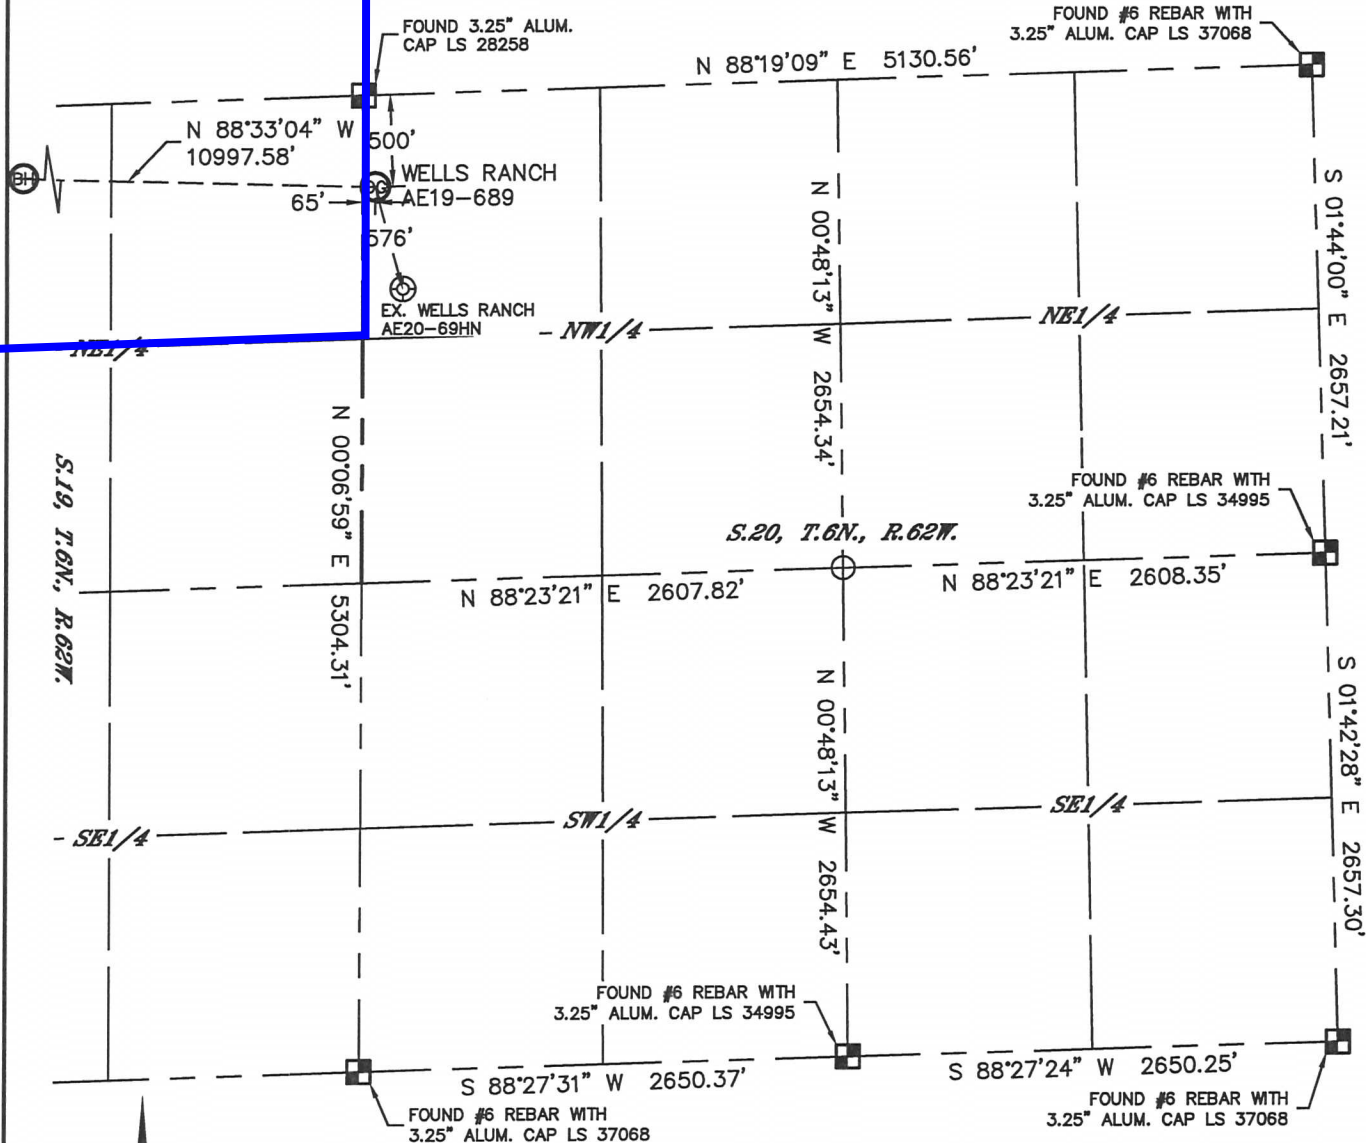 FOUND 3.25" ALUM.
CAP LS 28258
FOUND #6 REBAR WITH
3.25" ALUM. CAP LS 37068
N 88°19'09" E 5130.56'
N 88°33'04" W
10997.58'
500'
BH
WELLS RANCH
AE19-689
65'
576'
EX. WELLS RANCH
AE20-69HN
NE1/4
NW1/4
NE1/4
N 00°48'13" W 2654.34'
S 01°44'00" E 2657.21'
N 00°06'59" E 5304.31'
S.19, T.6N., R.62W.
FOUND #6 REBAR WITH
3.25" ALUM. CAP LS 34995
S.20, T.6N., R.62W.
N 88°23'21" E 2607.82'
N 88°23'21" E 2608.35'
N 00°48'13" W 2654.43'
S 01°42'28" E 2657.30'
SE1/4
SW1/4
SE1/4
FOUND #6 REBAR WITH
3.25" ALUM. CAP LS 34995
S 88°27'31" W 2650.37'
S 88°27'24" W 2650.25'
FOUND #6 REBAR WITH
3.25" ALUM. CAP LS 37068
FOUND #6 REBAR WITH
3.25" ALUM. CAP LS 37068